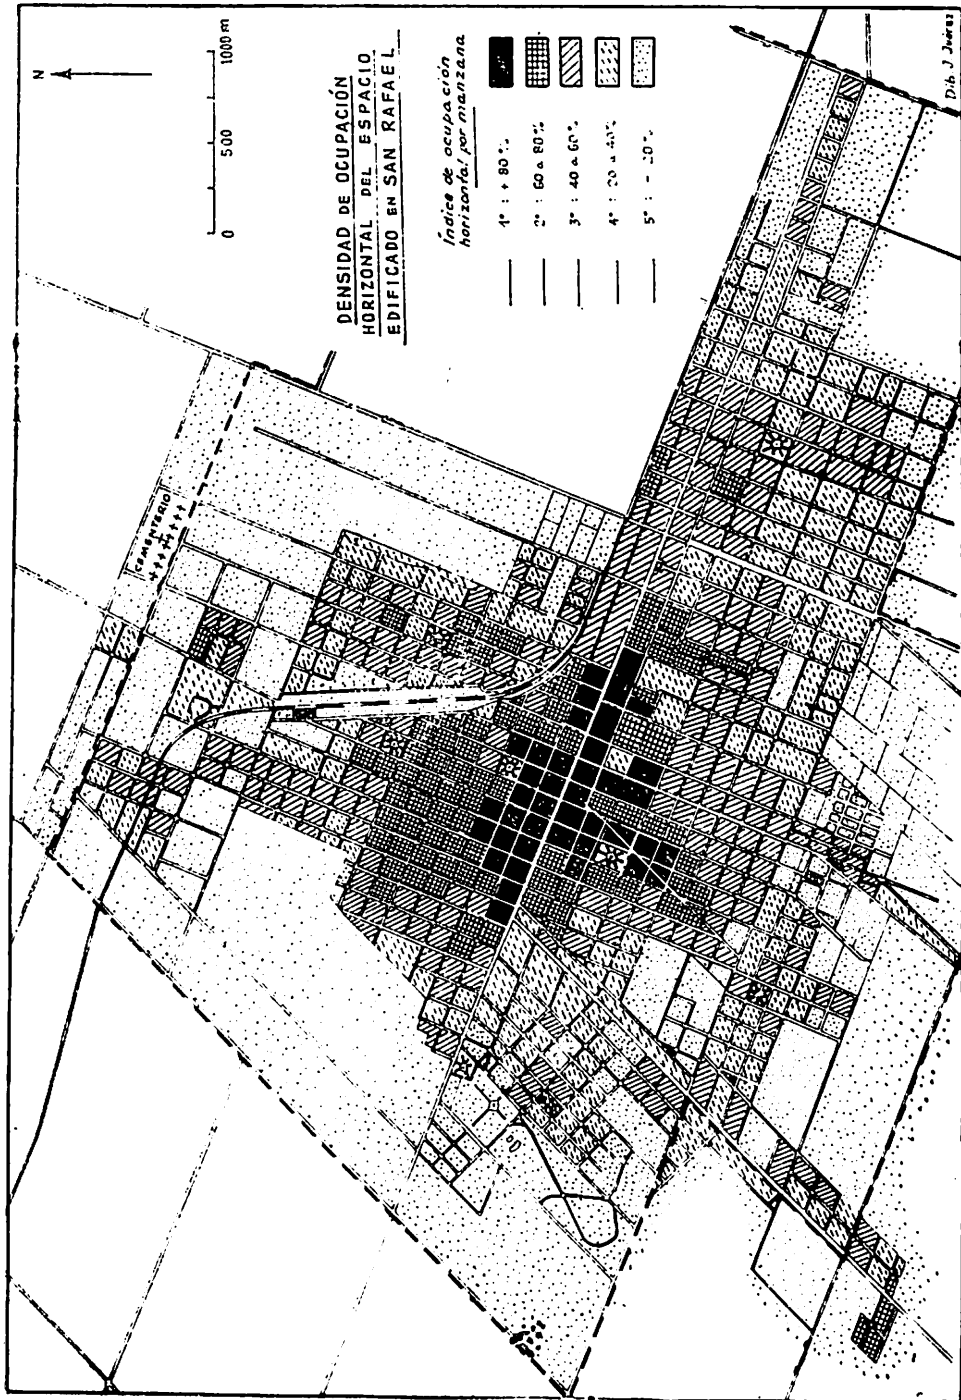 N
0 500 1000 m
DENSIDAD DE OCUPACIÓN
HORIZONTAL DEL ESPACIO
EDIFICADO EN SAN RAFAEL
Índice de ocupación
horizontal por manzana
1° : + 80 %
2° : 60 a 80 %
3° : 40 a 60 %
4° : 20 a 40 %
5° : - 20 %
CEMENTERIO
Dib. J Juárez